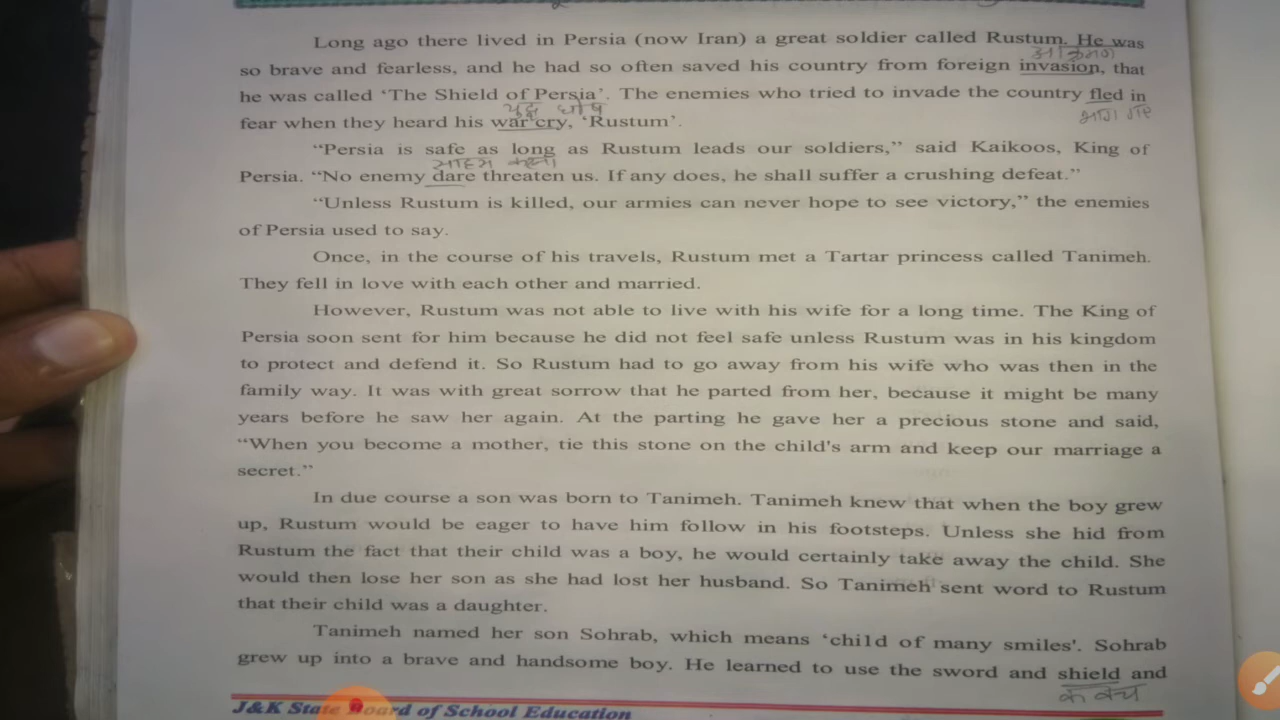 Long ago there lived in Persia (now Iran) a great soldier called Rustum. He was
आक्रमण
so brave and fearless, and he had so often saved his country from foreign invasion, that
he was called 'The Shield of Persia'. The enemies who tried to invade the country fled in
युद्ध घोष
भाग गए
fear when they heard his war cry, 'Rustum'.
"Persia is safe as long as Rustum leads our soldiers," said Kaikoos, King of
साहस करना
Persia. "No enemy dare threaten us. If any does, he shall suffer a crushing defeat."
"Unless Rustum is killed, our armies can never hope to see victory," the enemies
of Persia used to say.
Once, in the course of his travels, Rustum met a Tartar princess called Tanimeh.
They fell in love with each other and married.
However, Rustum was not able to live with his wife for a long time. The King of
Persia soon sent for him because he did not feel safe unless Rustum was in his kingdom
to protect and defend it. So Rustum had to go away from his wife who was then in the
family way. It was with great sorrow that he parted from her, because it might be many
years before he saw her again. At the parting he gave her a precious stone and said,
"When you become a mother, tie this stone on the child's arm and keep our marriage a
secret."
In due course a son was born to Tanimeh. Tanimeh knew that when the boy grew
up, Rustum would be eager to have him follow in his footsteps. Unless she hid from
Rustum the fact that their child was a boy, he would certainly take away the child. She
would then lose her son as she had lost her husband. So Tanimeh sent word to Rustum
that their child was a daughter.
Tanimeh named her son Sohrab, which means 'child of many smiles'. Sohrab
grew up into a brave and handsome boy. He learned to use the sword and shield and
कवच
J&K State Board of School Education